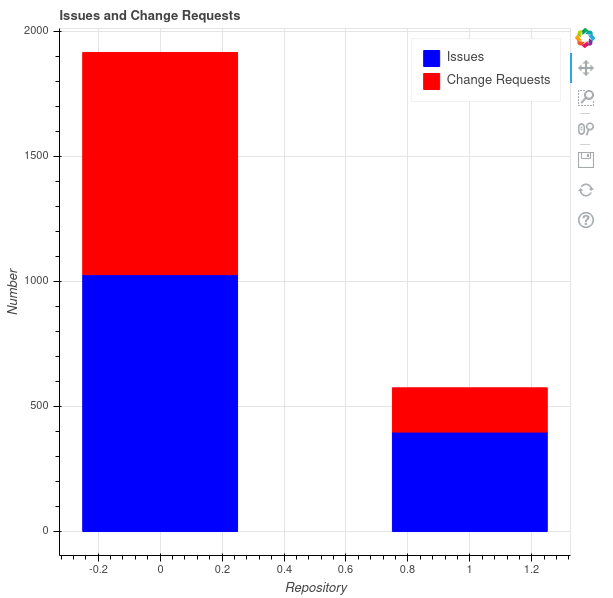 Issues and Change Requests
Issues
Change Requests
2000
1500
1000
500
0
Number
-0.2
0
0.2
0.4
0.6
0.8
1
1.2
Repository
?